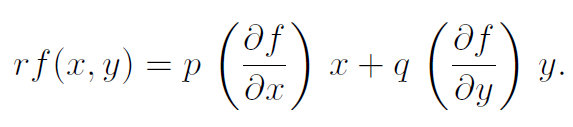 rf(x, y) = p (∂f/∂x) x + q (∂f/∂y) y.